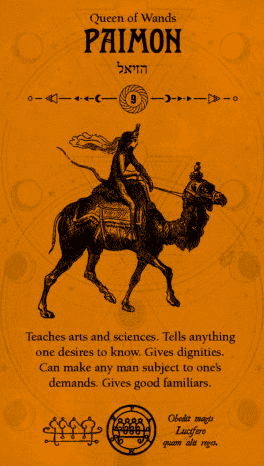 Queen of Wands
PAIMON
הזיאל
9
Teaches arts and sciences. Tells anything
one desires to know. Gives dignities.
Can make any man subject to one's
demands. Gives good familiars.
Obedit magis
Lucifero
quam alii reges.